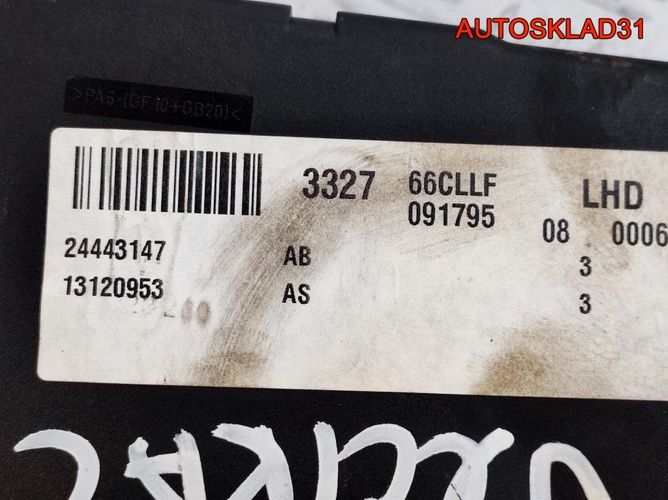 AUTOSKLAD31
>PA6-(GF10+GB20)<
3327 66CLLF LHD
091795 08 0006
24443147 AB 3
13120953 AS 3